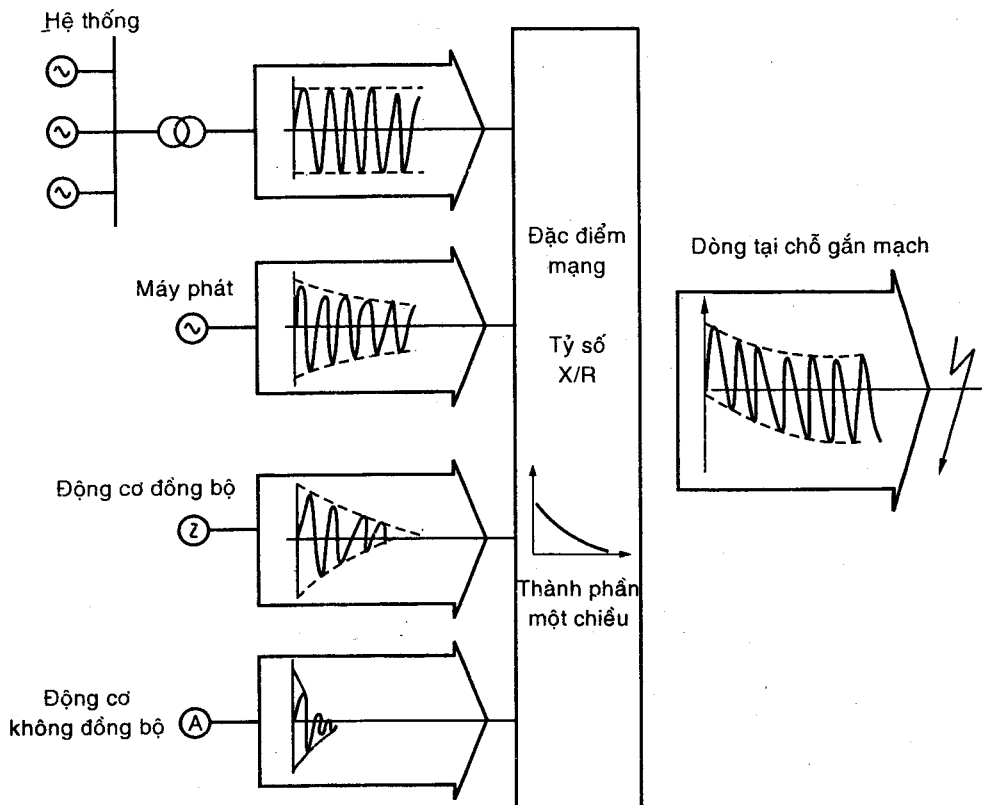 Hệ thống
Máy phát
Động cơ đồng bộ
Z
Động cơ
không đồng bộ
A
Đặc điểm
mạng
Tỷ số
X/R
Thành phần
một chiều
Dòng tại chỗ gắn mạch